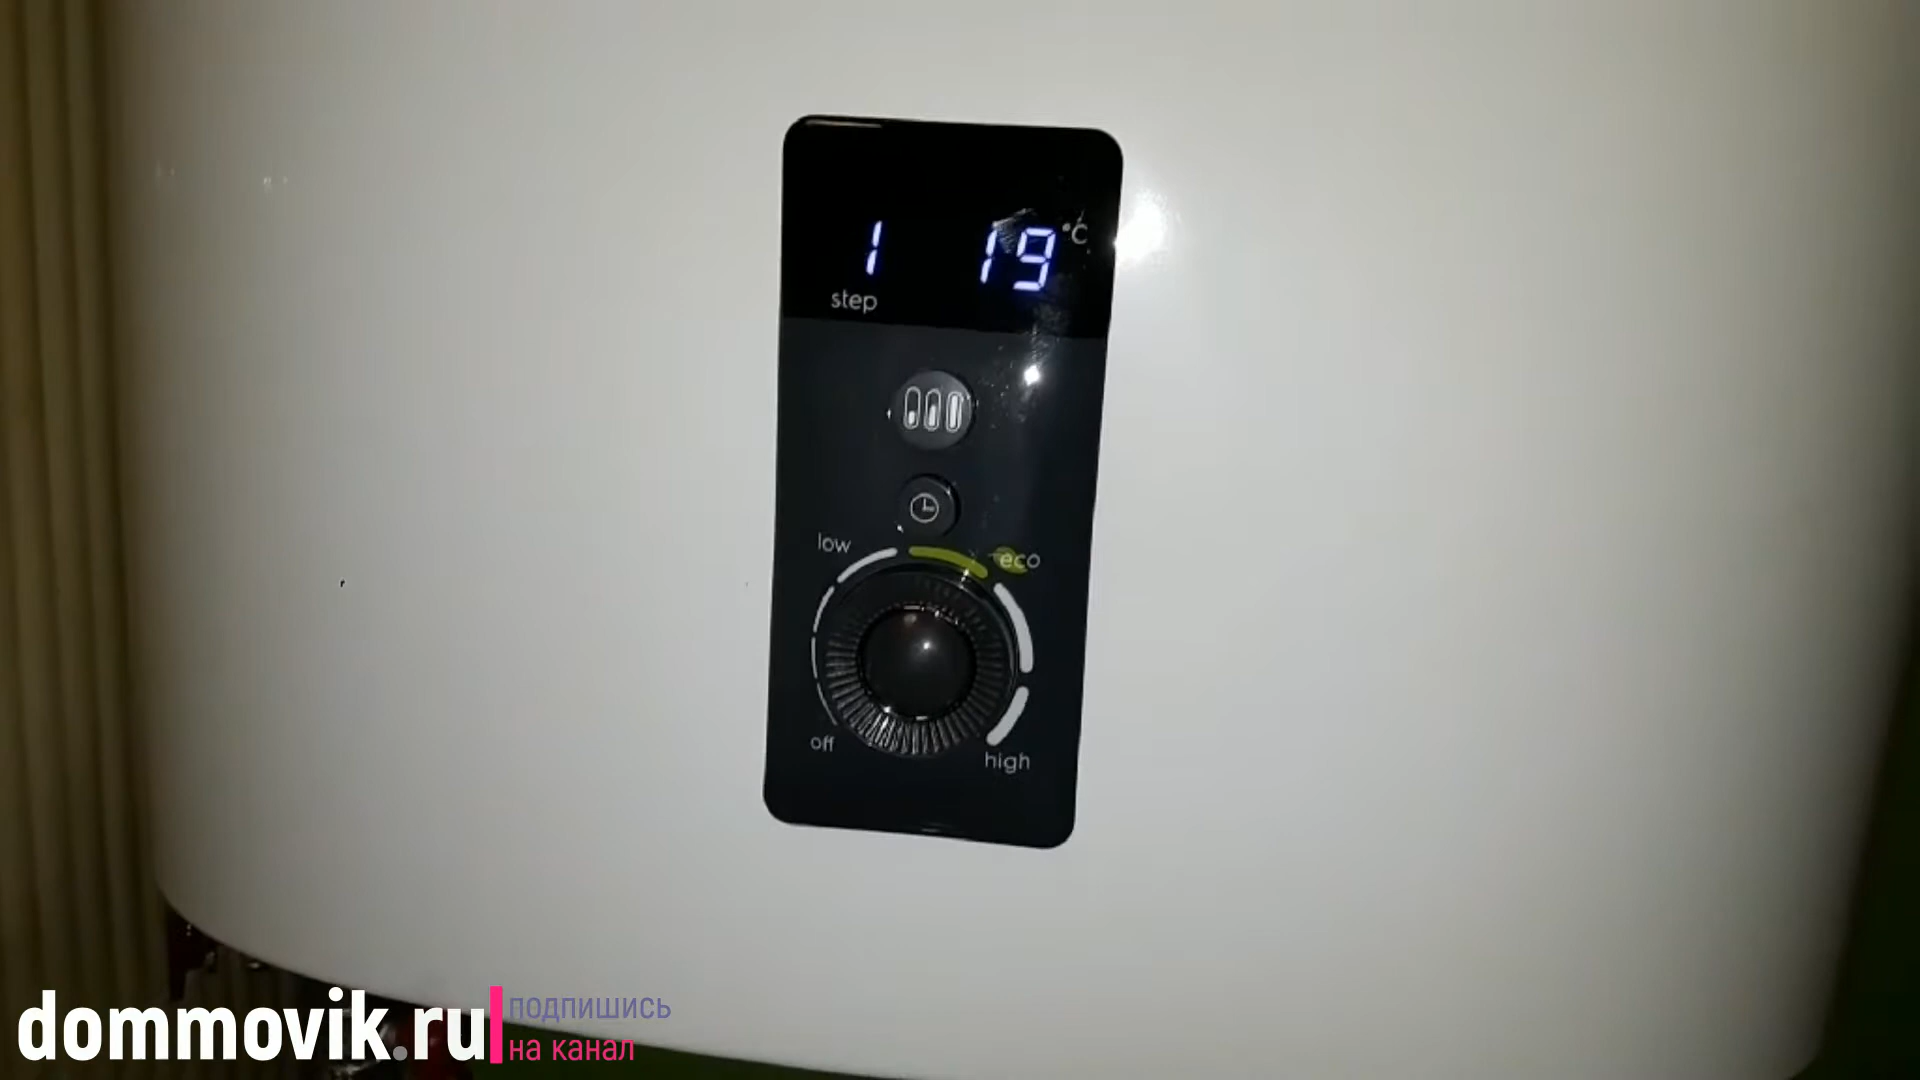 1 19 °C
step
low eco
off high
dommovik.ru
подпишись
на канал